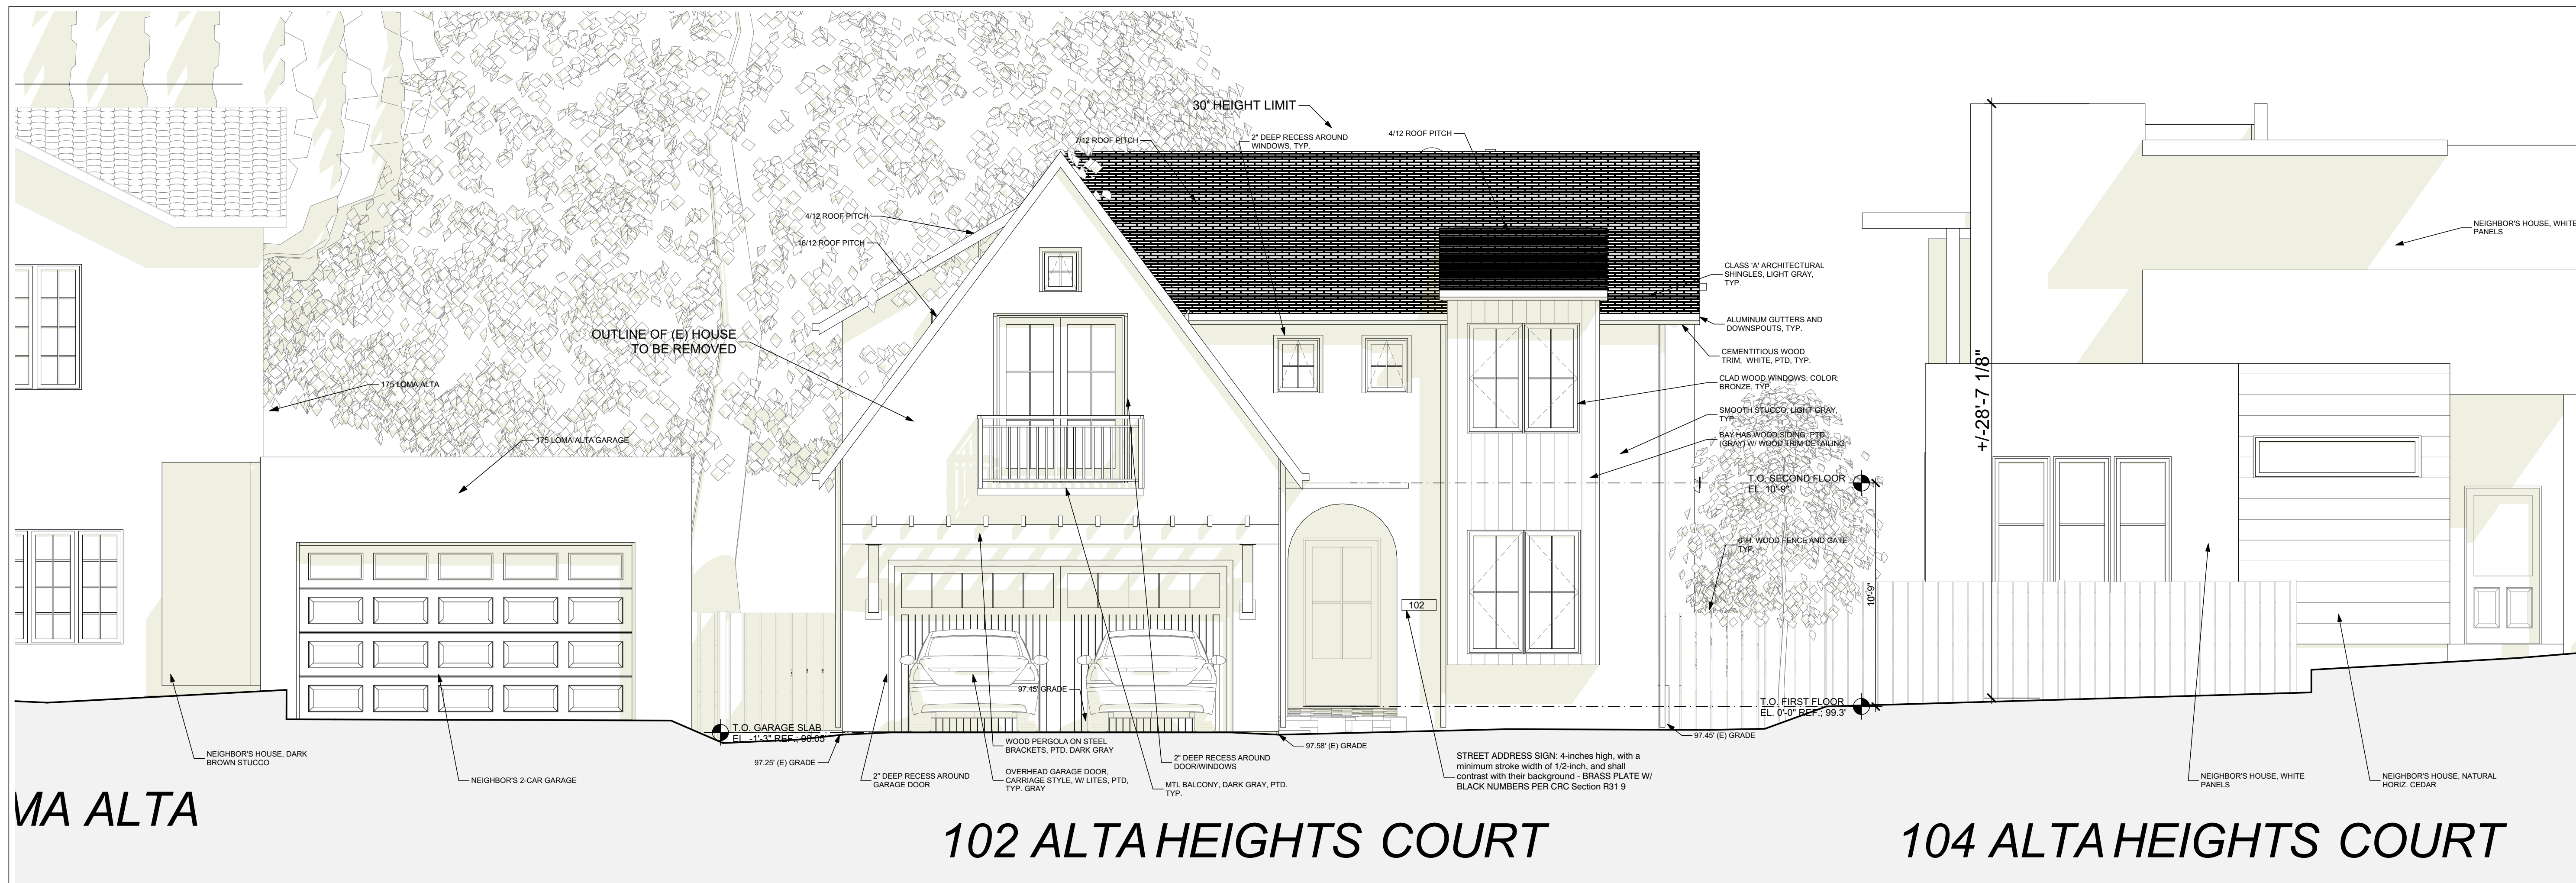 30' HEIGHT LIMIT
7/12 ROOF PITCH
2" DEEP RECESS AROUND
WINDOWS, TYP.
4/12 ROOF PITCH
4/12 ROOF PITCH
16/12 ROOF PITCH
NEIGHBOR'S HOUSE, WHITE
PANELS
CLASS 'A' ARCHITECTURAL
SHINGLES, LIGHT GRAY,
TYP.
OUTLINE OF (E) HOUSE
TO BE REMOVED
ALUMINUM GUTTERS AND
DOWNSPOUTS, TYP.
CEMENTITIOUS WOOD
TRIM, WHITE, PTD, TYP.
175 LOMA ALTA
CLAD WOOD WINDOWS; COLOR:
BRONZE, TYP.
+/-28'-7 1/8"
SMOOTH STUCCO, LIGHT GRAY,
TYP.
175 LOMA ALTA GARAGE
BAY HAS WOOD SIDING, PTD
(GRAY) W/ WOOD TRIM DETAILING
T.O. SECOND FLOOR
EL. 10'-9"
6' H. WOOD FENCE AND GATE
TYP.
10'-9"
102
97.45' GRADE
T.O. FIRST FLOOR
EL. 0'-0" REF.; 99.3'
T.O. GARAGE SLAB
EL. -1'-3" REF.; 98.05'
97.25' (E) GRADE
97.58' (E) GRADE
97.45' (E) GRADE
NEIGHBOR'S HOUSE, DARK
BROWN STUCCO
NEIGHBOR'S 2-CAR GARAGE
2" DEEP RECESS AROUND
GARAGE DOOR
WOOD PERGOLA ON STEEL
BRACKETS, PTD. DARK GRAY
OVERHEAD GARAGE DOOR,
CARRIAGE STYLE, W/ LITES, PTD,
TYP. GRAY
2" DEEP RECESS AROUND
DOOR/WINDOWS
MTL BALCONY, DARK GRAY, PTD.
TYP.
STREET ADDRESS SIGN: 4-inches high, with a
minimum stroke width of 1/2-inch, and shall
contrast with their background - BRASS PLATE W/
BLACK NUMBERS PER CRC Section R31 9
NEIGHBOR'S HOUSE, WHITE
PANELS
NEIGHBOR'S HOUSE, NATURAL
HORIZ. CEDAR
MA ALTA
102 ALTA HEIGHTS COURT
104 ALTA HEIGHTS COURT